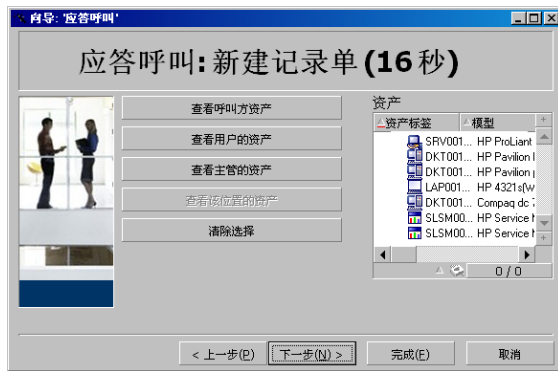 向导: '应答呼叫'
应答呼叫: 新建记录单 (16 秒)
查看呼叫方资产
查看用户的资产
查看主管的资产
查看该位置的资产
清除选择
资产
资产标签 模型
SRV001... HP ProLiant
DKT001... HP Pavilion
DKT001... HP Pavilion
LAP001... HP 4321s(w
DKT001... Compaq dc
SLSM00... HP Service
SLSM00... HP Service
0 / 0
< 上一步(P) 下一步(N) > 完成(F) 取消